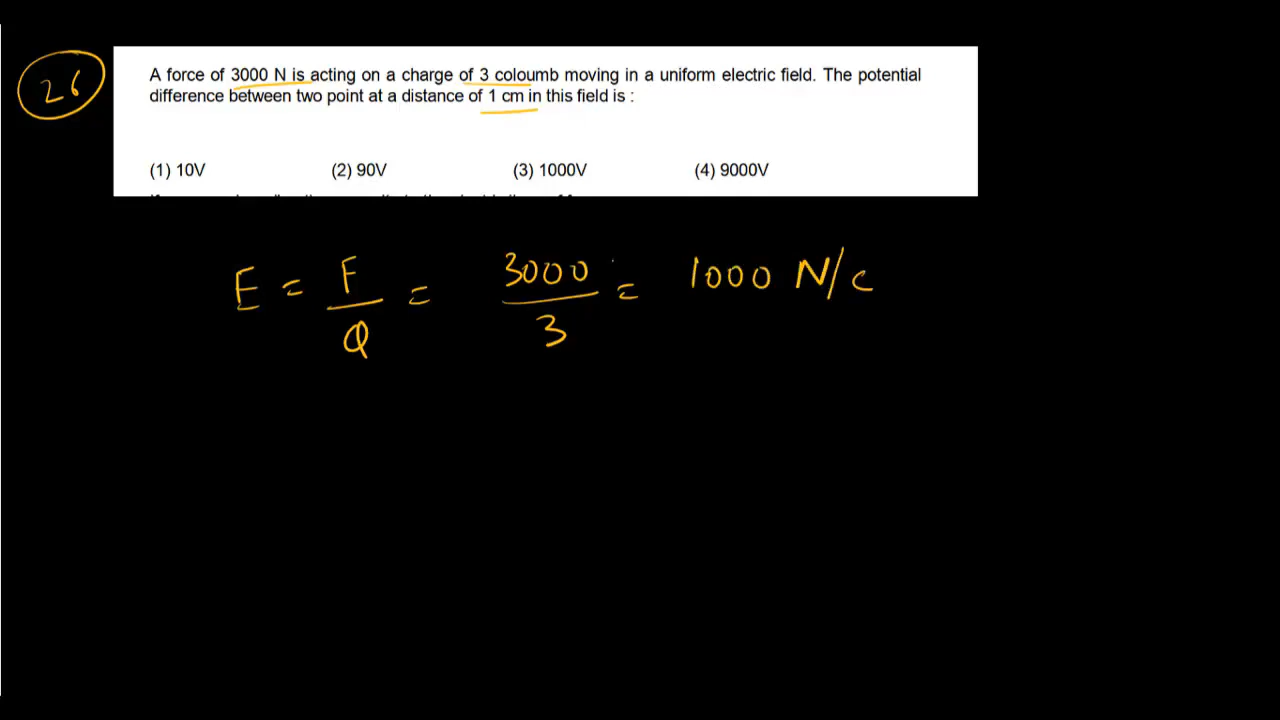 26
A force of 3000 N is acting on a charge of 3 coloumb moving in a uniform electric field. The potential
difference between two point at a distance of 1 cm in this field is :
(1) 10V (2) 90V (3) 1000V (4) 9000V
E = F/Q = 3000/3 = 1000 N/C